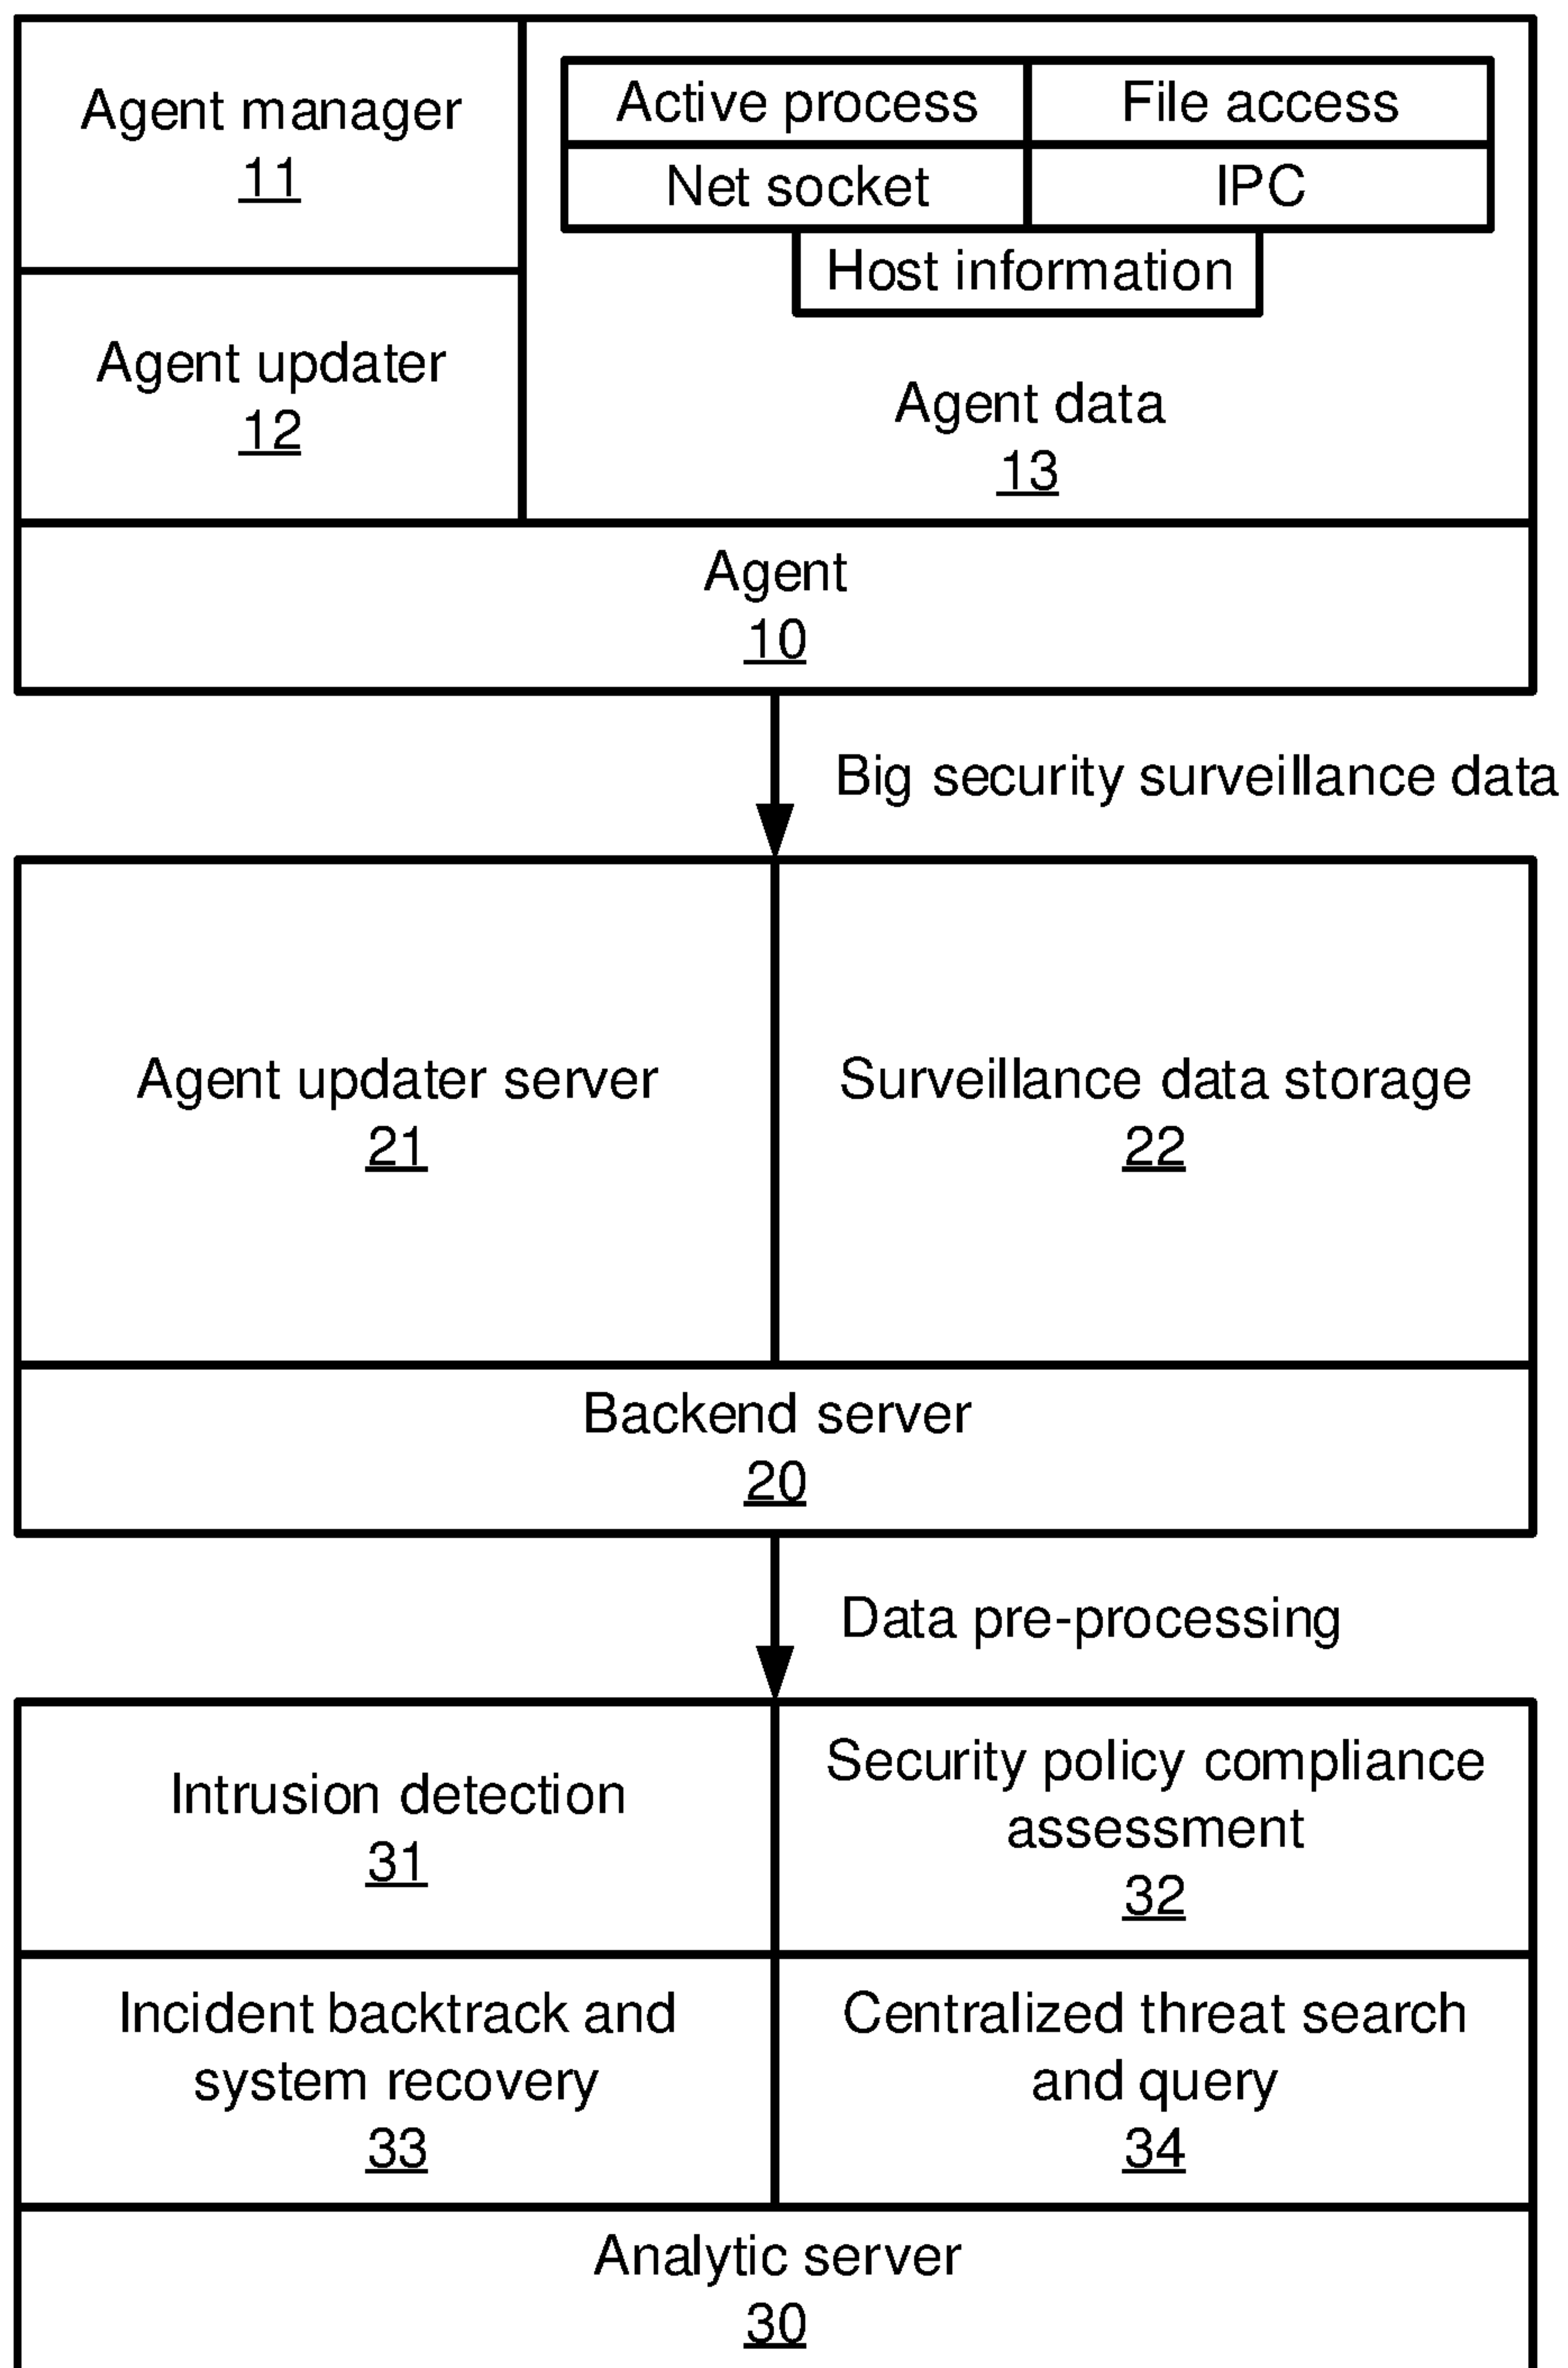 Agent manager
11
Agent updater
12
Active process
File access
Net socket
IPC
Host information
Agent data
13
Agent
10
Big security surveillance data
Agent updater server
21
Surveillance data storage
22
Backend server
20
Data pre-processing
Intrusion detection
31
Security policy compliance
assessment
32
Incident backtrack and
system recovery
33
Centralized threat search
and query
34
Analytic server
30